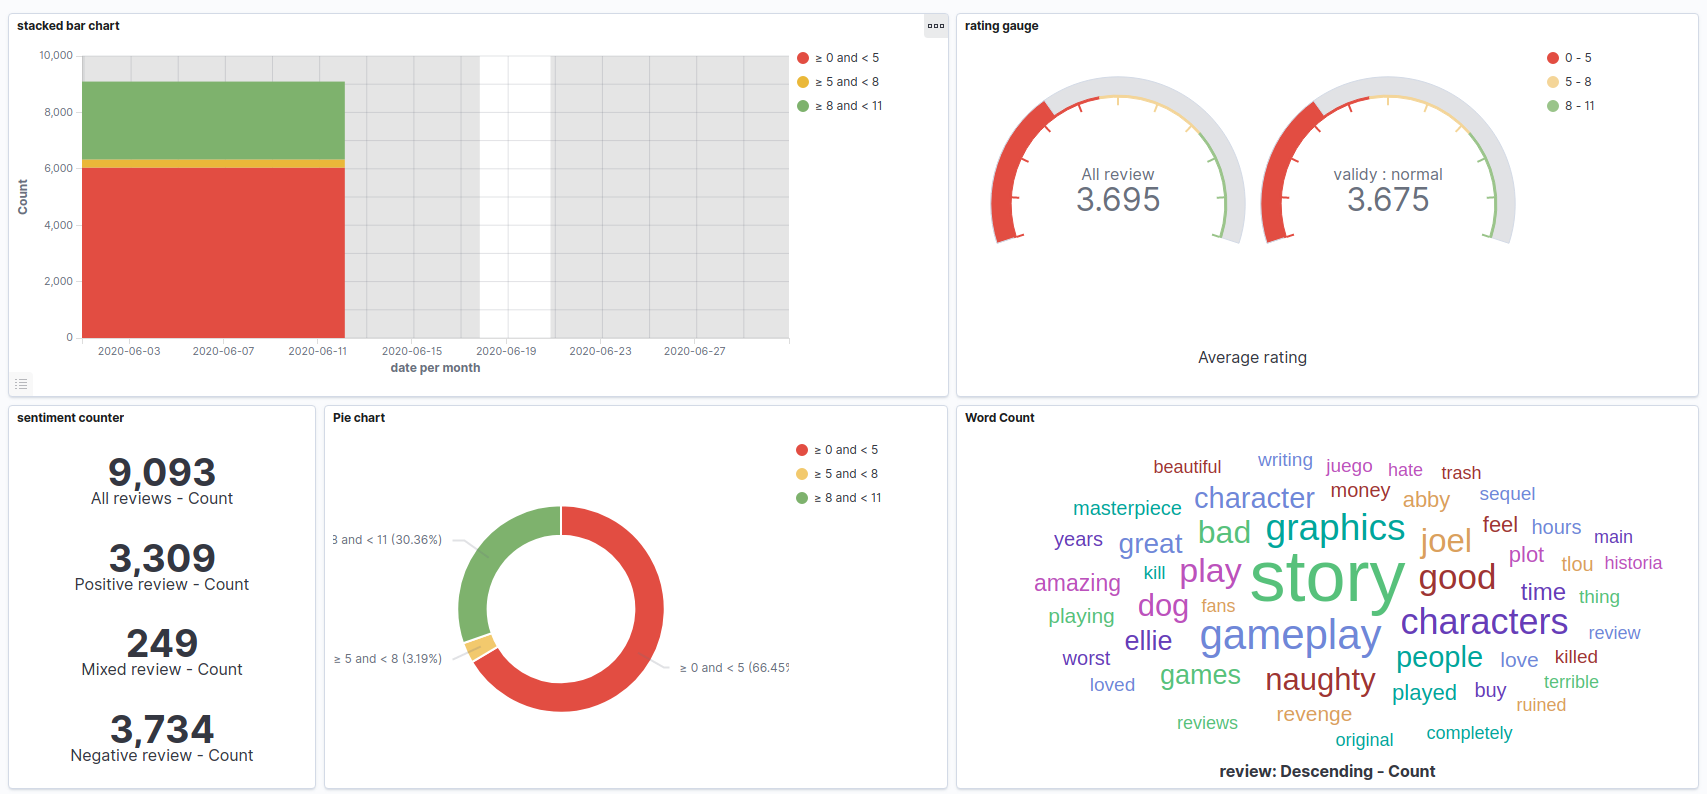 stacked bar chart
10,000
8,000
6,000
4,000
2,000
0
Count
2020-06-03 2020-06-07 2020-06-11 2020-06-15 2020-06-19 2020-06-23 2020-06-27
date per month
≥ 0 and < 5
≥ 5 and < 8
≥ 8 and < 11
rating gauge
All review
3.695
validy : normal
3.675
0 - 5
5 - 8
8 - 11
Average rating
sentiment counter
9,093
All reviews - Count
3,309
Positive review - Count
249
Mixed review - Count
3,734
Negative review - Count
Pie chart
≥ 0 and < 5
≥ 5 and < 8
≥ 8 and < 11
and < 11 (30.36%)
≥ 5 and < 8 (3.19%)
≥ 0 and < 5 (66.45%
Word Count
beautiful writing juego hate trash
masterpiece character money abby sequel
years great bad graphics joel feel hours main
amazing kill play story good plot tlou historia
playing dog fans time thing
ellie gameplay characters review
worst people love killed
loved games naughty played buy terrible
reviews revenge ruined
original completely
review: Descending - Count